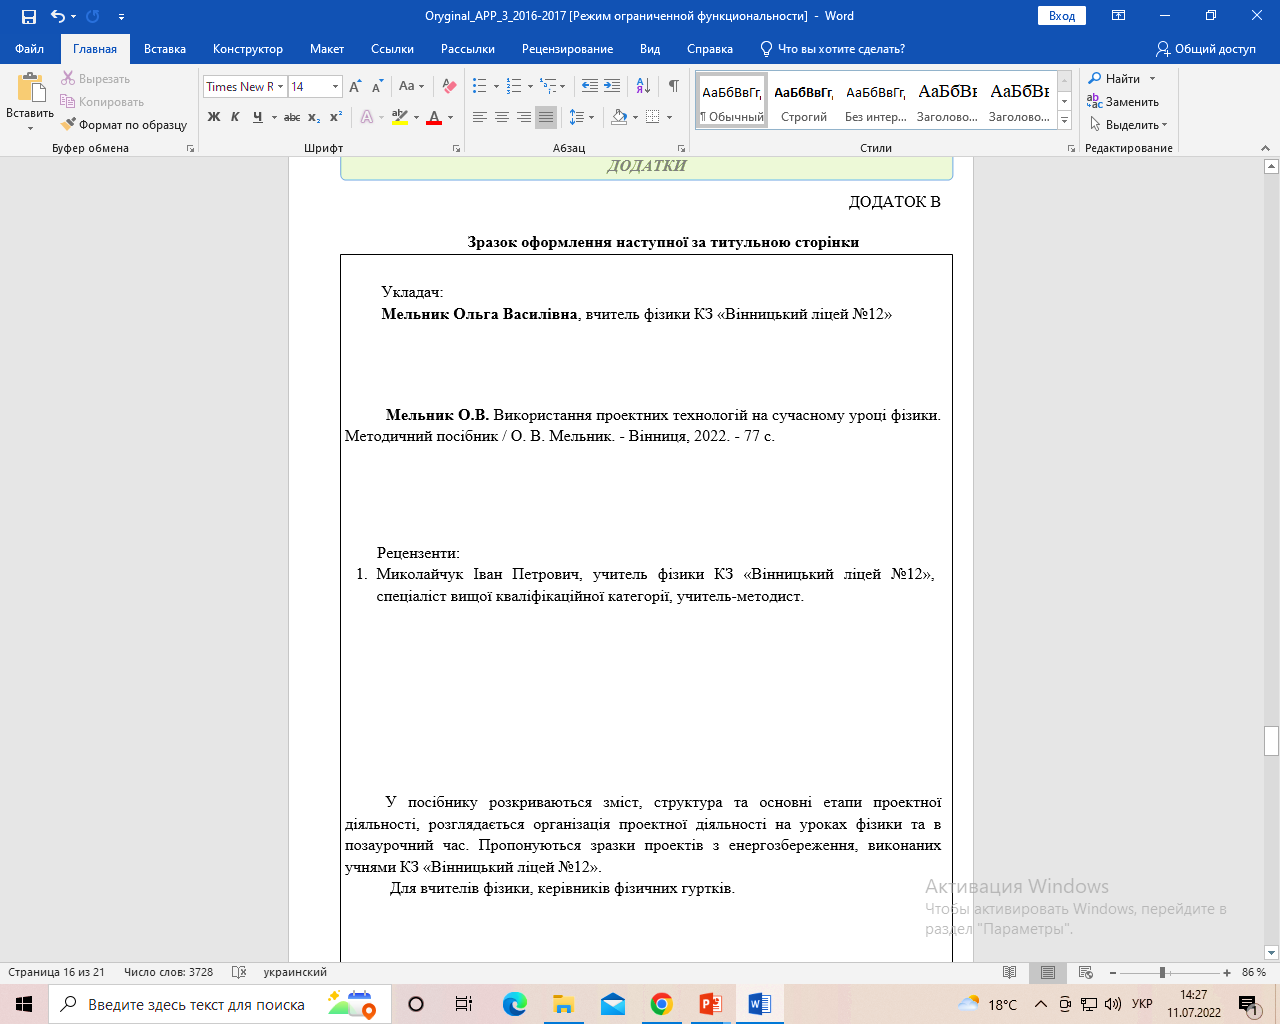 Oryginal_APP_3_2016-2017 [Режим ограниченной функциональности] - Word
Вход
Файл Главная Вставка Конструктор Макет Ссылки Рассылки Рецензирование Вид Справка Что вы хотите сделать? Общий доступ
Вставить
Вырезать
Копировать
Формат по образцу
Буфер обмена
Times New R 14
Aa
Ж К Ч abc x₂ x²
Шрифт
Абзац
АаБбВвГг, АаБбВвГг, АаБбВвГг, АаБбВв АаБбВв
¶ Обычный Строгий Без интер... Заголово... Заголово...
Стили
Найти
Заменить
Выделить
Редактирование
ДОДАТКИ
ДОДАТОК В
Зразок оформлення наступної за титульною сторінки
Укладач:
Мельник Ольга Василівна, вчитель фізики КЗ «Вінницький ліцей №12»
Мельник О.В. Використання проектних технологій на сучасному уроці фізики.
Методичний посібник / О. В. Мельник. - Вінниця, 2022. - 77 с.
Рецензенти:
1. Миколайчук Іван Петрович, учитель фізики КЗ «Вінницький ліцей №12»,
спеціаліст вищої кваліфікаційної категорії, учитель-методист.
У посібнику розкриваються зміст, структура та основні етапи проектної
діяльності, розглядається організація проектної діяльності на уроках фізики та в
позаурочний час. Пропонуються зразки проектів з енергозбереження, виконаних
учнями КЗ «Вінницький ліцей №12».
Для вчителів фізики, керівників фізичних гуртків.
Активация Windows
Чтобы активировать Windows, перейдите в
раздел "Параметры".
Страница 16 из 21 Число слов: 3728 украинский 86 %
Введите здесь текст для поиска
18°C УКР 14:27
11.07.2022
1